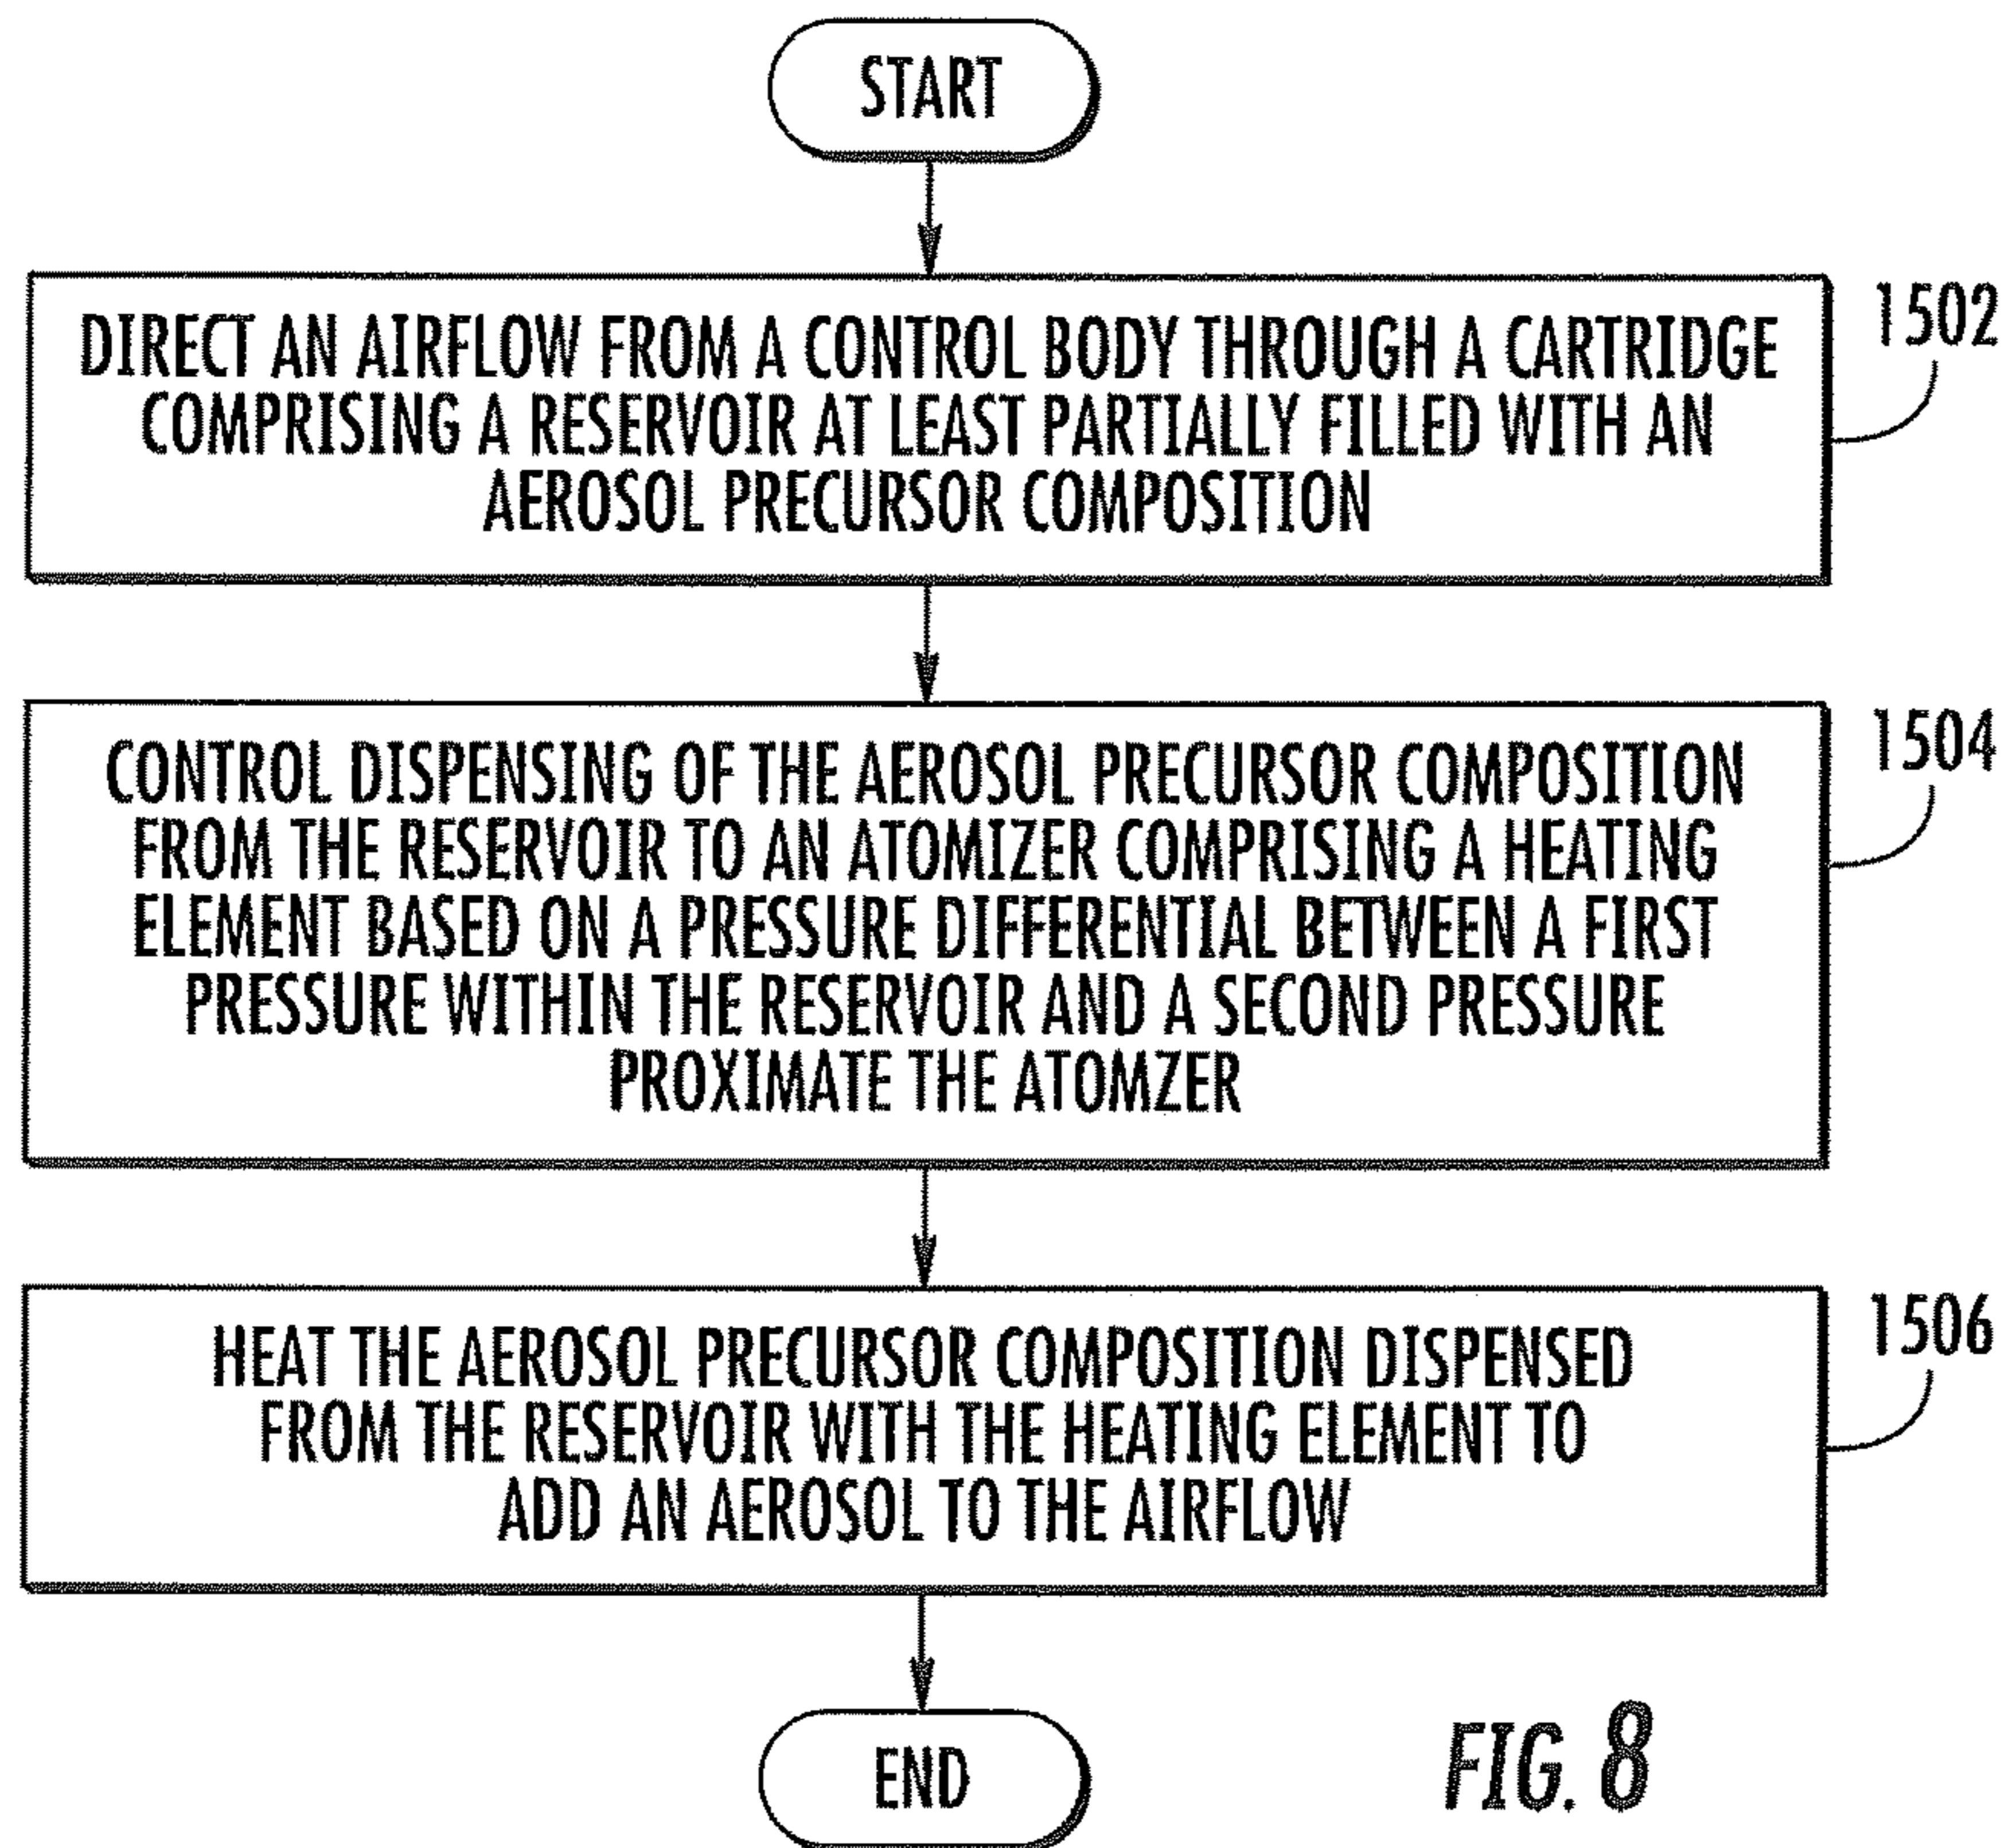 START
DIRECT AN AIRFLOW FROM A CONTROL BODY THROUGH A CARTRIDGE
COMPRISING A RESERVOIR AT LEAST PARTIALLY FILLED WITH AN
AEROSOL PRECURSOR COMPOSITION
1502
CONTROL DISPENSING OF THE AEROSOL PRECURSOR COMPOSITION
FROM THE RESERVOIR TO AN ATOMIZER COMPRISING A HEATING
ELEMENT BASED ON A PRESSURE DIFFERENTIAL BETWEEN A FIRST
PRESSURE WITHIN THE RESERVOIR AND A SECOND PRESSURE
PROXIMATE THE ATOMZER
1504
HEAT THE AEROSOL PRECURSOR COMPOSITION DISPENSED
FROM THE RESERVOIR WITH THE HEATING ELEMENT TO
ADD AN AEROSOL TO THE AIRFLOW
1506
END
FIG. 8